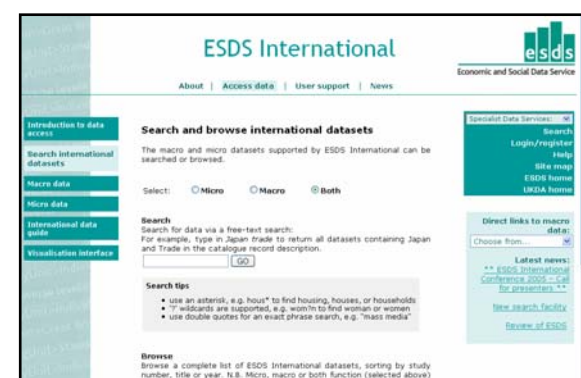 ESDS International
esds
Economic and Social Data Service
About | Access data | User support | News
Introduction to data
access
Search international
datasets
Macro data
Micro data
International data
guide
Visualisation interface
Search and browse international datasets
The macro and micro datasets supported by ESDS International can be
searched or browsed.
Select: Micro Macro Both
Search
Search for data via a free-text search:
For example, type in Japan trade to return all datasets containing Japan
and Trade in the catalogue record description.
GO
Search tips
• use an asterisk, e.g. hous* to find housing, houses, or households
• '?' wildcards are supported, e.g. wom?n to find woman or women
• use double quotes for an exact phrase search, e.g. "mass media"
Browse
Browse a complete list of ESDS International datasets, sorting by study
number, title or year. N.B. Micro, macro or both function (selected above)
Specialist Data Services:
Search
Login/register
Help
Site map
ESDS home
UKDA home
Direct links to macro
data:
Choose from...
Latest news:
** ESDS International
Conference 2005 - Call
for presenters **
New search facility
Review of ESDS